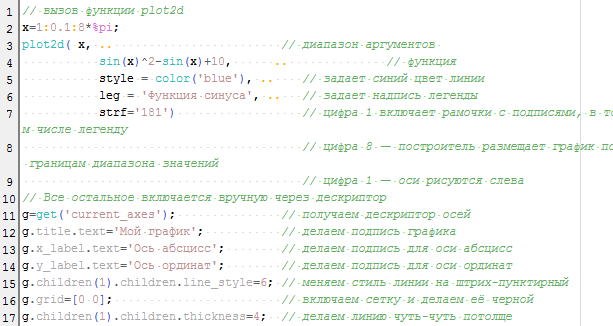 1 // вызов функции plot2d
2 x=1:0.1:8*%pi;
3 plot2d( x, .. // диапазон аргументов
4 sin(x)^2-sin(x)+10, .. // функция
5 style = color('blue'), .. // задает синий цвет линии
6 leg = 'Функция синуса', .. // задает надпись легенды
7 strf='181') // цифра 1 включает рамочки с подписями, в то
м числе легенду
8 // цифра 8 — построитель размещает график по
границам диапазона значений
9 // цифра 1 — оси рисуются слева
10 // Все остальное включается вручную через дескриптор
11 g=get('current_axes'); // получаем дескриптор осей
12 g.title.text='Мой график'; // делаем подпись графика
13 g.x_label.text='Ось абсцисс'; // делаем подпись для оси абсцисс
14 g.y_label.text='Ось ординат'; // делаем подпись для оси ординат
15 g.children(1).children.line_style=6; // меняем стиль линии на штрих-пунктирный
16 g.grid=[0 0]; // включаем сетку и делаем её черной
17 g.children(1).children.thickness=4; // делаем линию чуть-чуть потолще